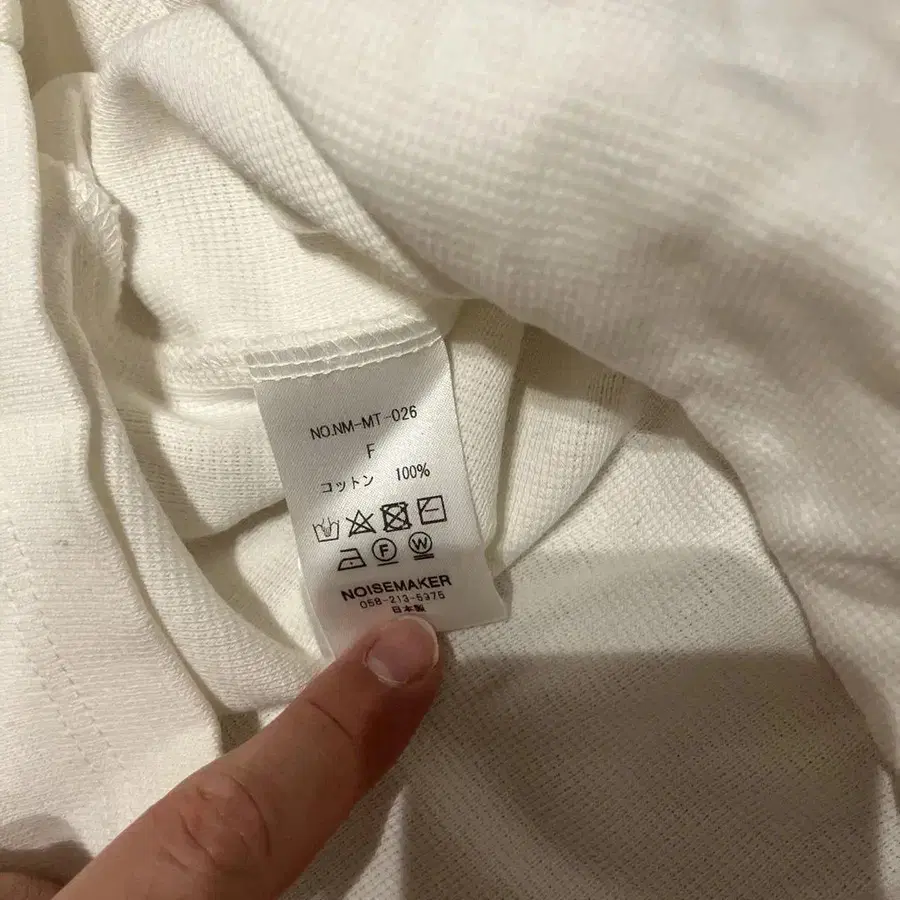 NO.NM-MT-026
F
コットン 100%
F W
NOISEMAKER
058-213-5375
日本製